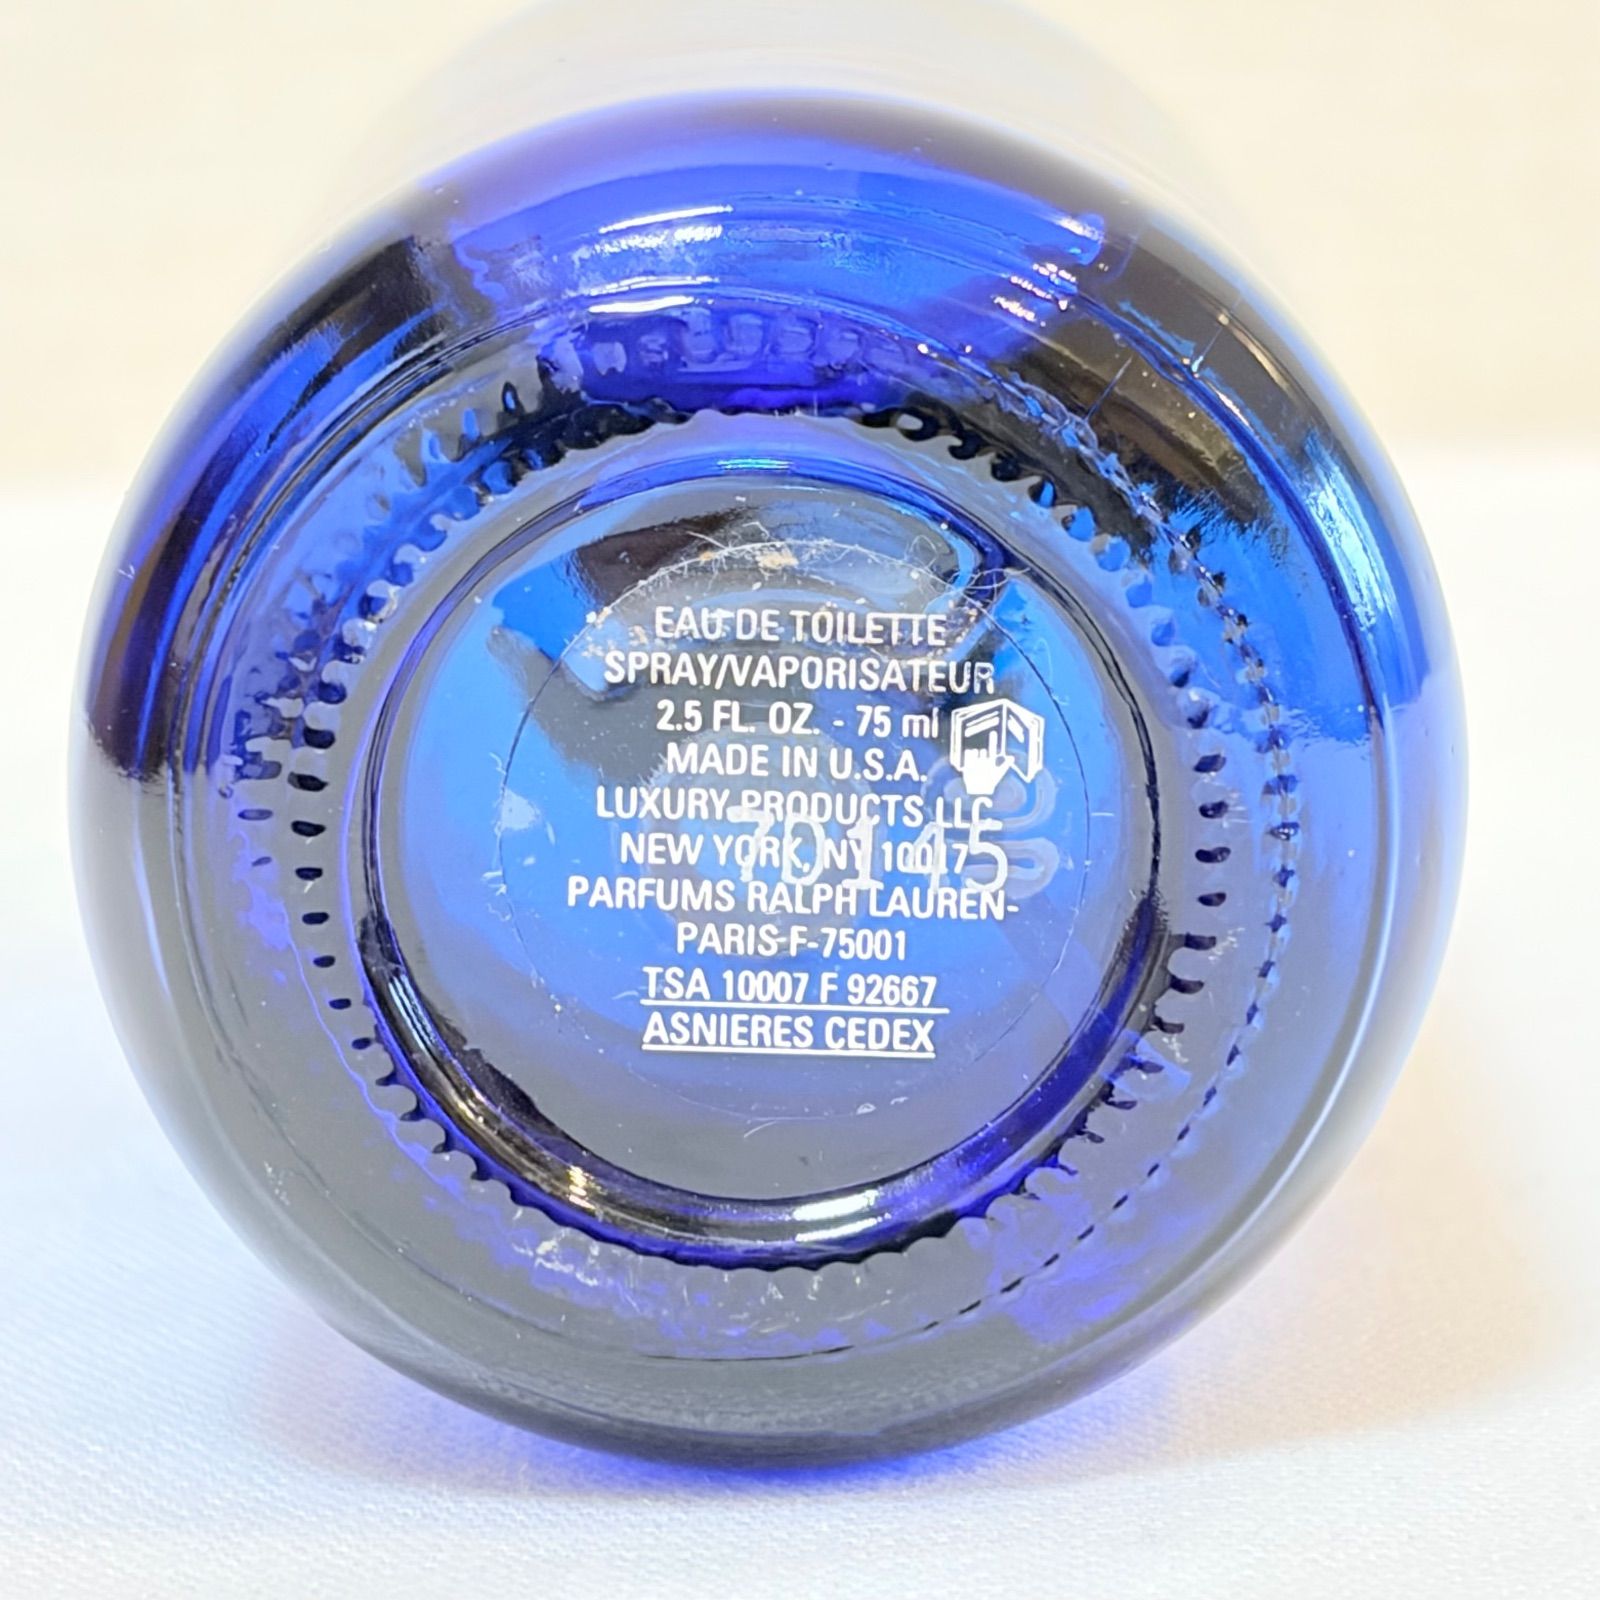 EAU DE TOILETTE
SPRAY/VAPORISATEUR
2.5 FL. OZ. - 75 ml
MADE IN U.S.A.
LUXURY PRODUCTS LLC.
70145
NEW YORK, NY 10017
PARFUMS RALPH LAUREN-
PARIS-F-75001
TSA 10007 F 92667
ASNIERES CEDEX